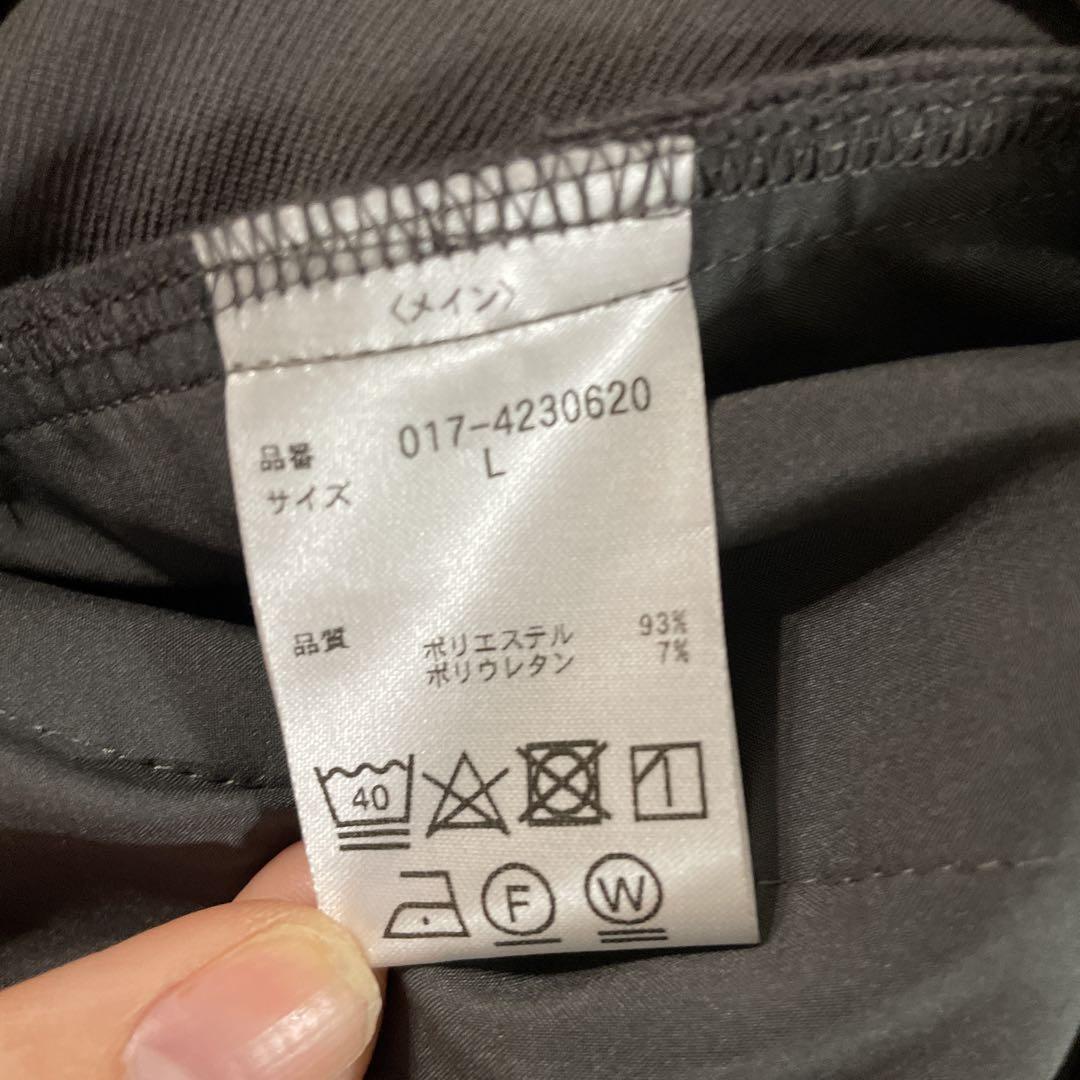 〈メイン〉
品番 017-4230620
サイズ L
品質 ポリエステル 93%
ポリウレタン 7%
40
F W